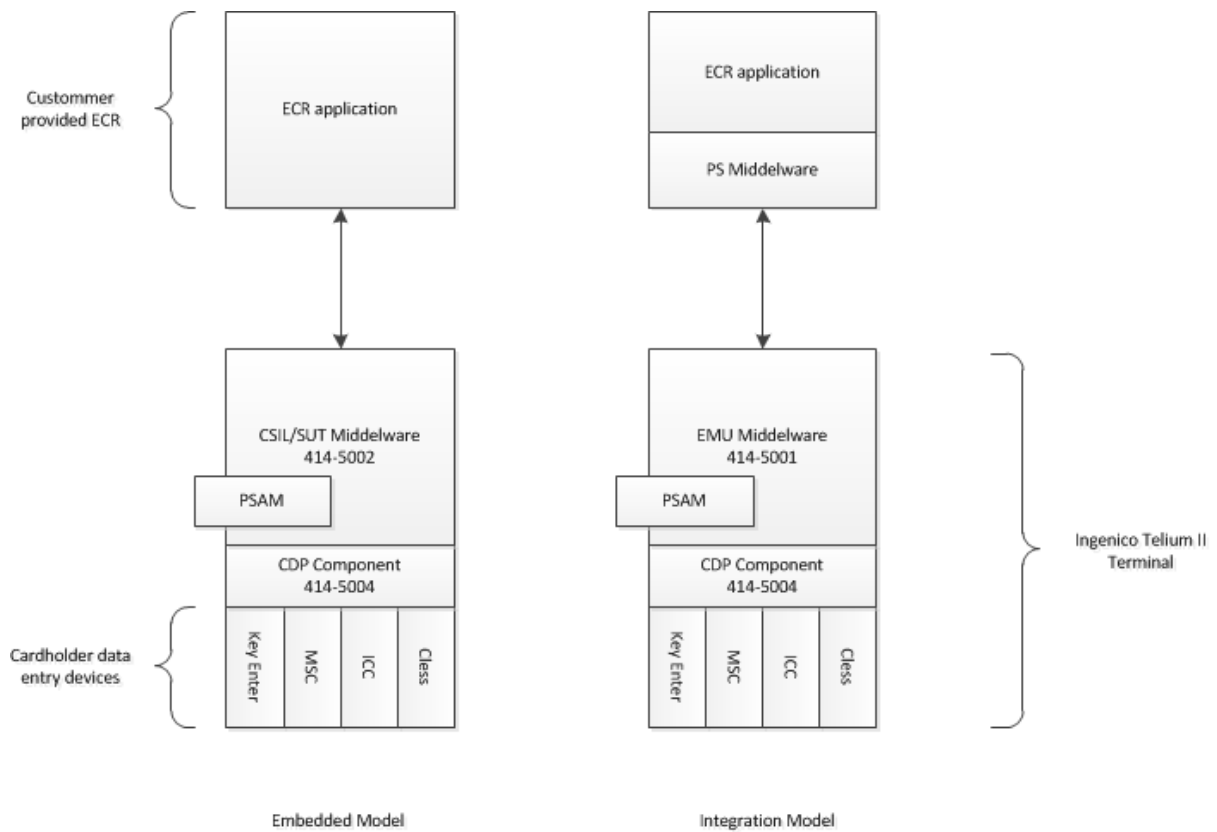 ECR application
ECR application
PS Middelware
Custommer
provided ECR
CSIL/SUT Middelware
414-5002
PSAM
EMU Middelware
414-5001
PSAM
CDP Component
414-5004
CDP Component
414-5004
Ingenico Telium II
Terminal
Cardholder data
entry devices
Key Enter
MSC
ICC
Cless
Key Enter
MSC
ICC
Cless
Embedded Model
Integration Model